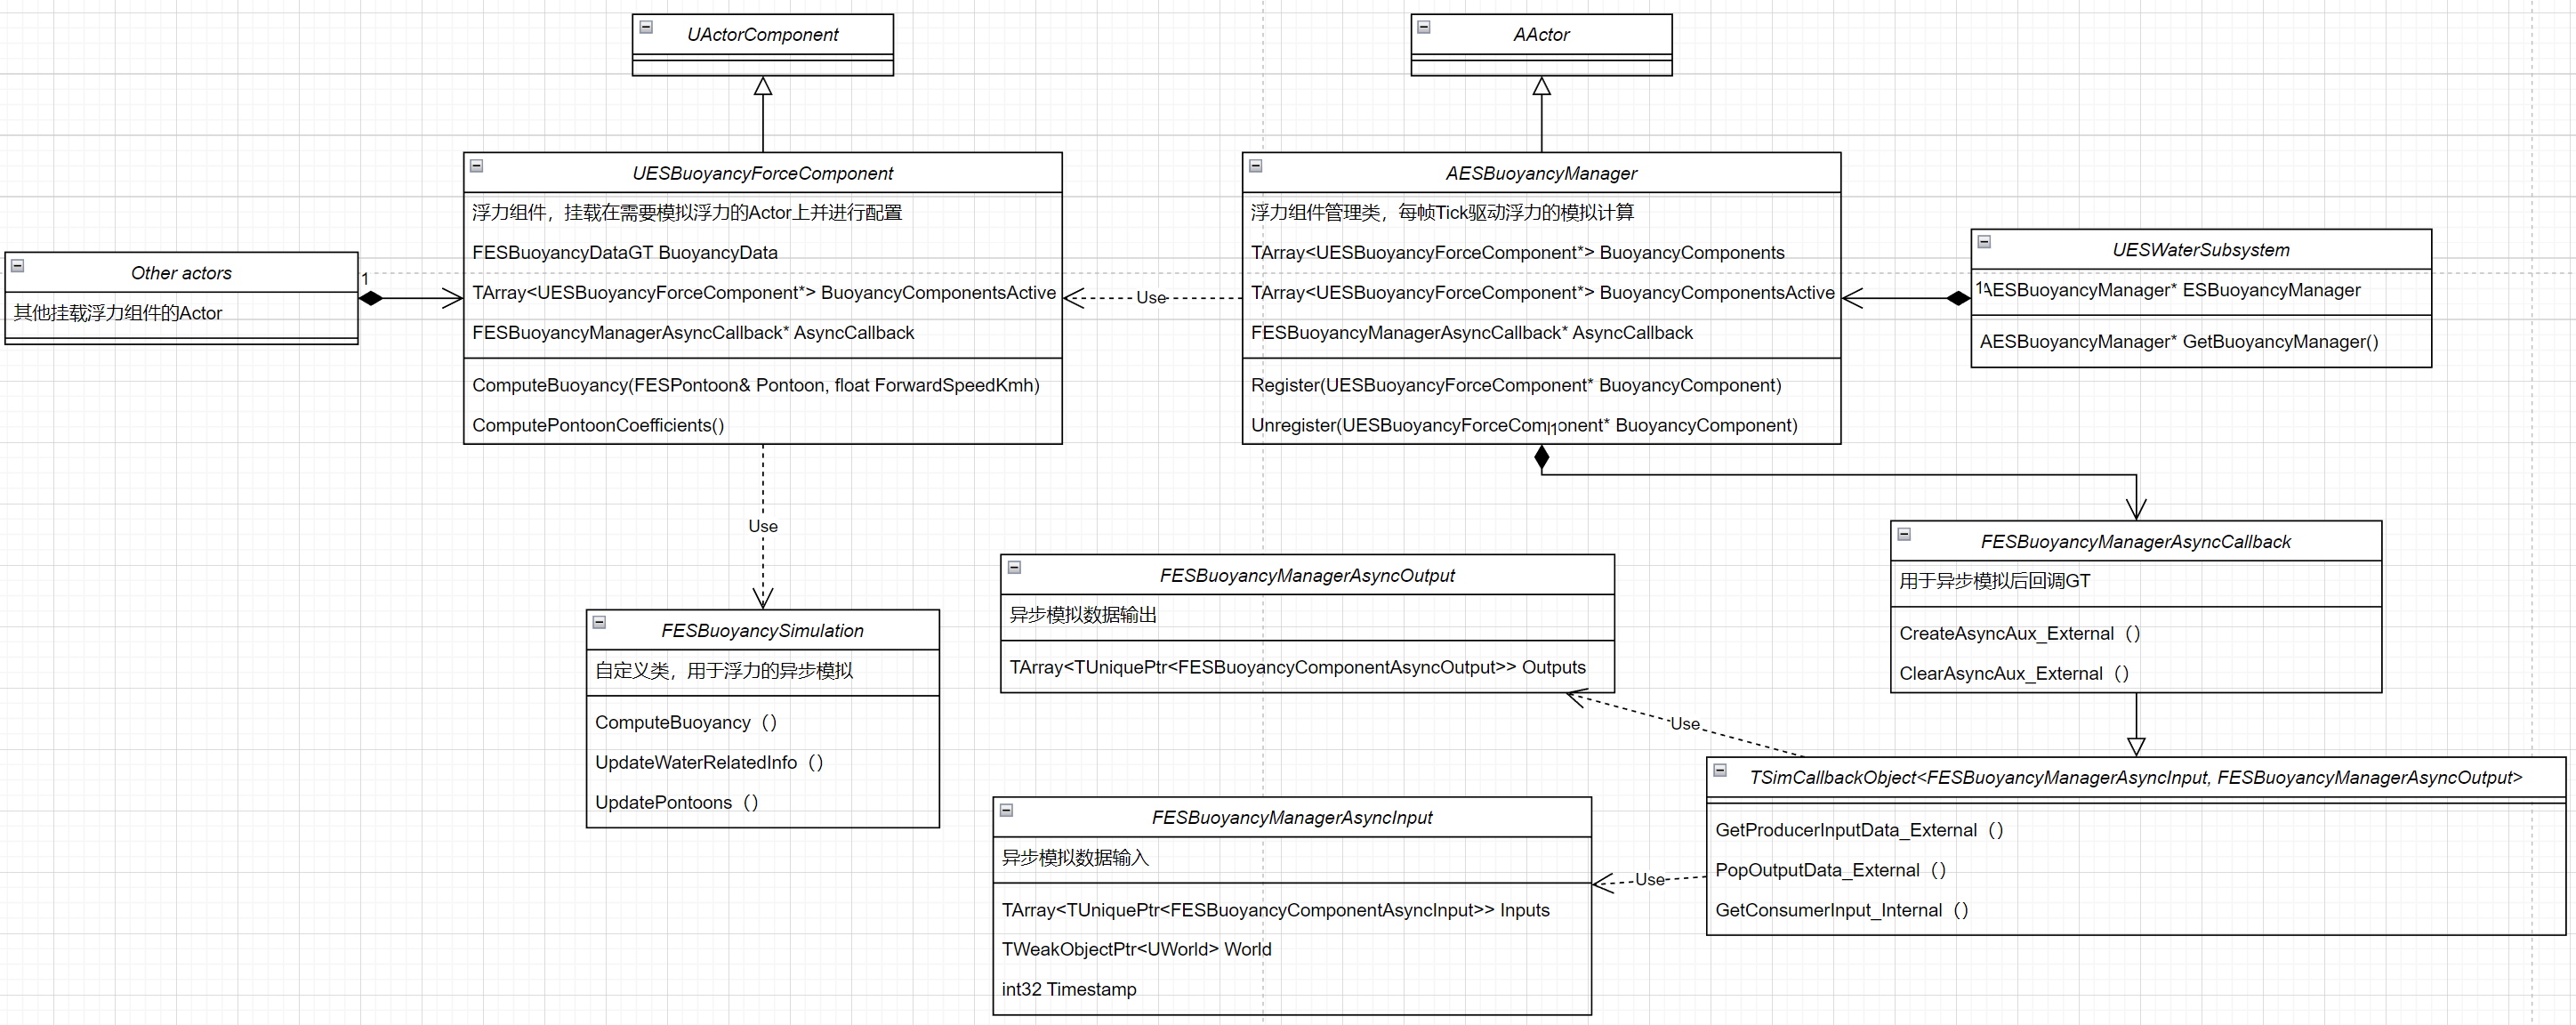 UActorComponent
AActor
UESBuoyancyForceComponent
浮力组件，挂载在需要模拟浮力的Actor上并进行配置
FESBuoyancyDataGT BuoyancyData
TArray<UESBuoyancyForceComponent*> BuoyancyComponentsActive
FESBuoyancyManagerAsyncCallback* AsyncCallback
ComputeBuoyancy(FESPontoon& Pontoon, float ForwardSpeedKmh)
ComputePontoonCoefficients()
AESBuoyancyManager
浮力组件管理类，每帧Tick驱动浮力的模拟计算
TArray<UESBuoyancyForceComponent*> BuoyancyComponents
TArray<UESBuoyancyForceComponent*> BuoyancyComponentsActive
FESBuoyancyManagerAsyncCallback* AsyncCallback
Register(UESBuoyancyForceComponent* BuoyancyComponent)
Unregister(UESBuoyancyForceComponent* BuoyancyComponent)
1
UESWaterSubsystem
1
AESBuoyancyManager* ESBuoyancyManager
AESBuoyancyManager* GetBuoyancyManager()
Other actors
其他挂载浮力组件的Actor
1
Use
Use
FESBuoyancySimulation
自定义类，用于浮力的异步模拟
ComputeBuoyancy（）
UpdateWaterRelatedInfo（）
UpdatePontoons（）
FESBuoyancyManagerAsyncOutput
异步模拟数据输出
TArray<TUniquePtr<FESBuoyancyComponentAsyncOutput>> Outputs
FESBuoyancyManagerAsyncCallback
用于异步模拟后回调GT
CreateAsyncAux_External（）
ClearAsyncAux_External（）
Use
TSimCallbackObject<FESBuoyancyManagerAsyncInput, FESBuoyancyManagerAsyncOutput>
GetProducerInputData_External（）
PopOutputData_External（）
GetConsumerInput_Internal（）
Use
FESBuoyancyManagerAsyncInput
异步模拟数据输入
TArray<TUniquePtr<FESBuoyancyComponentAsyncInput>> Inputs
TWeakObjectPtr<UWorld> World
int32 Timestamp